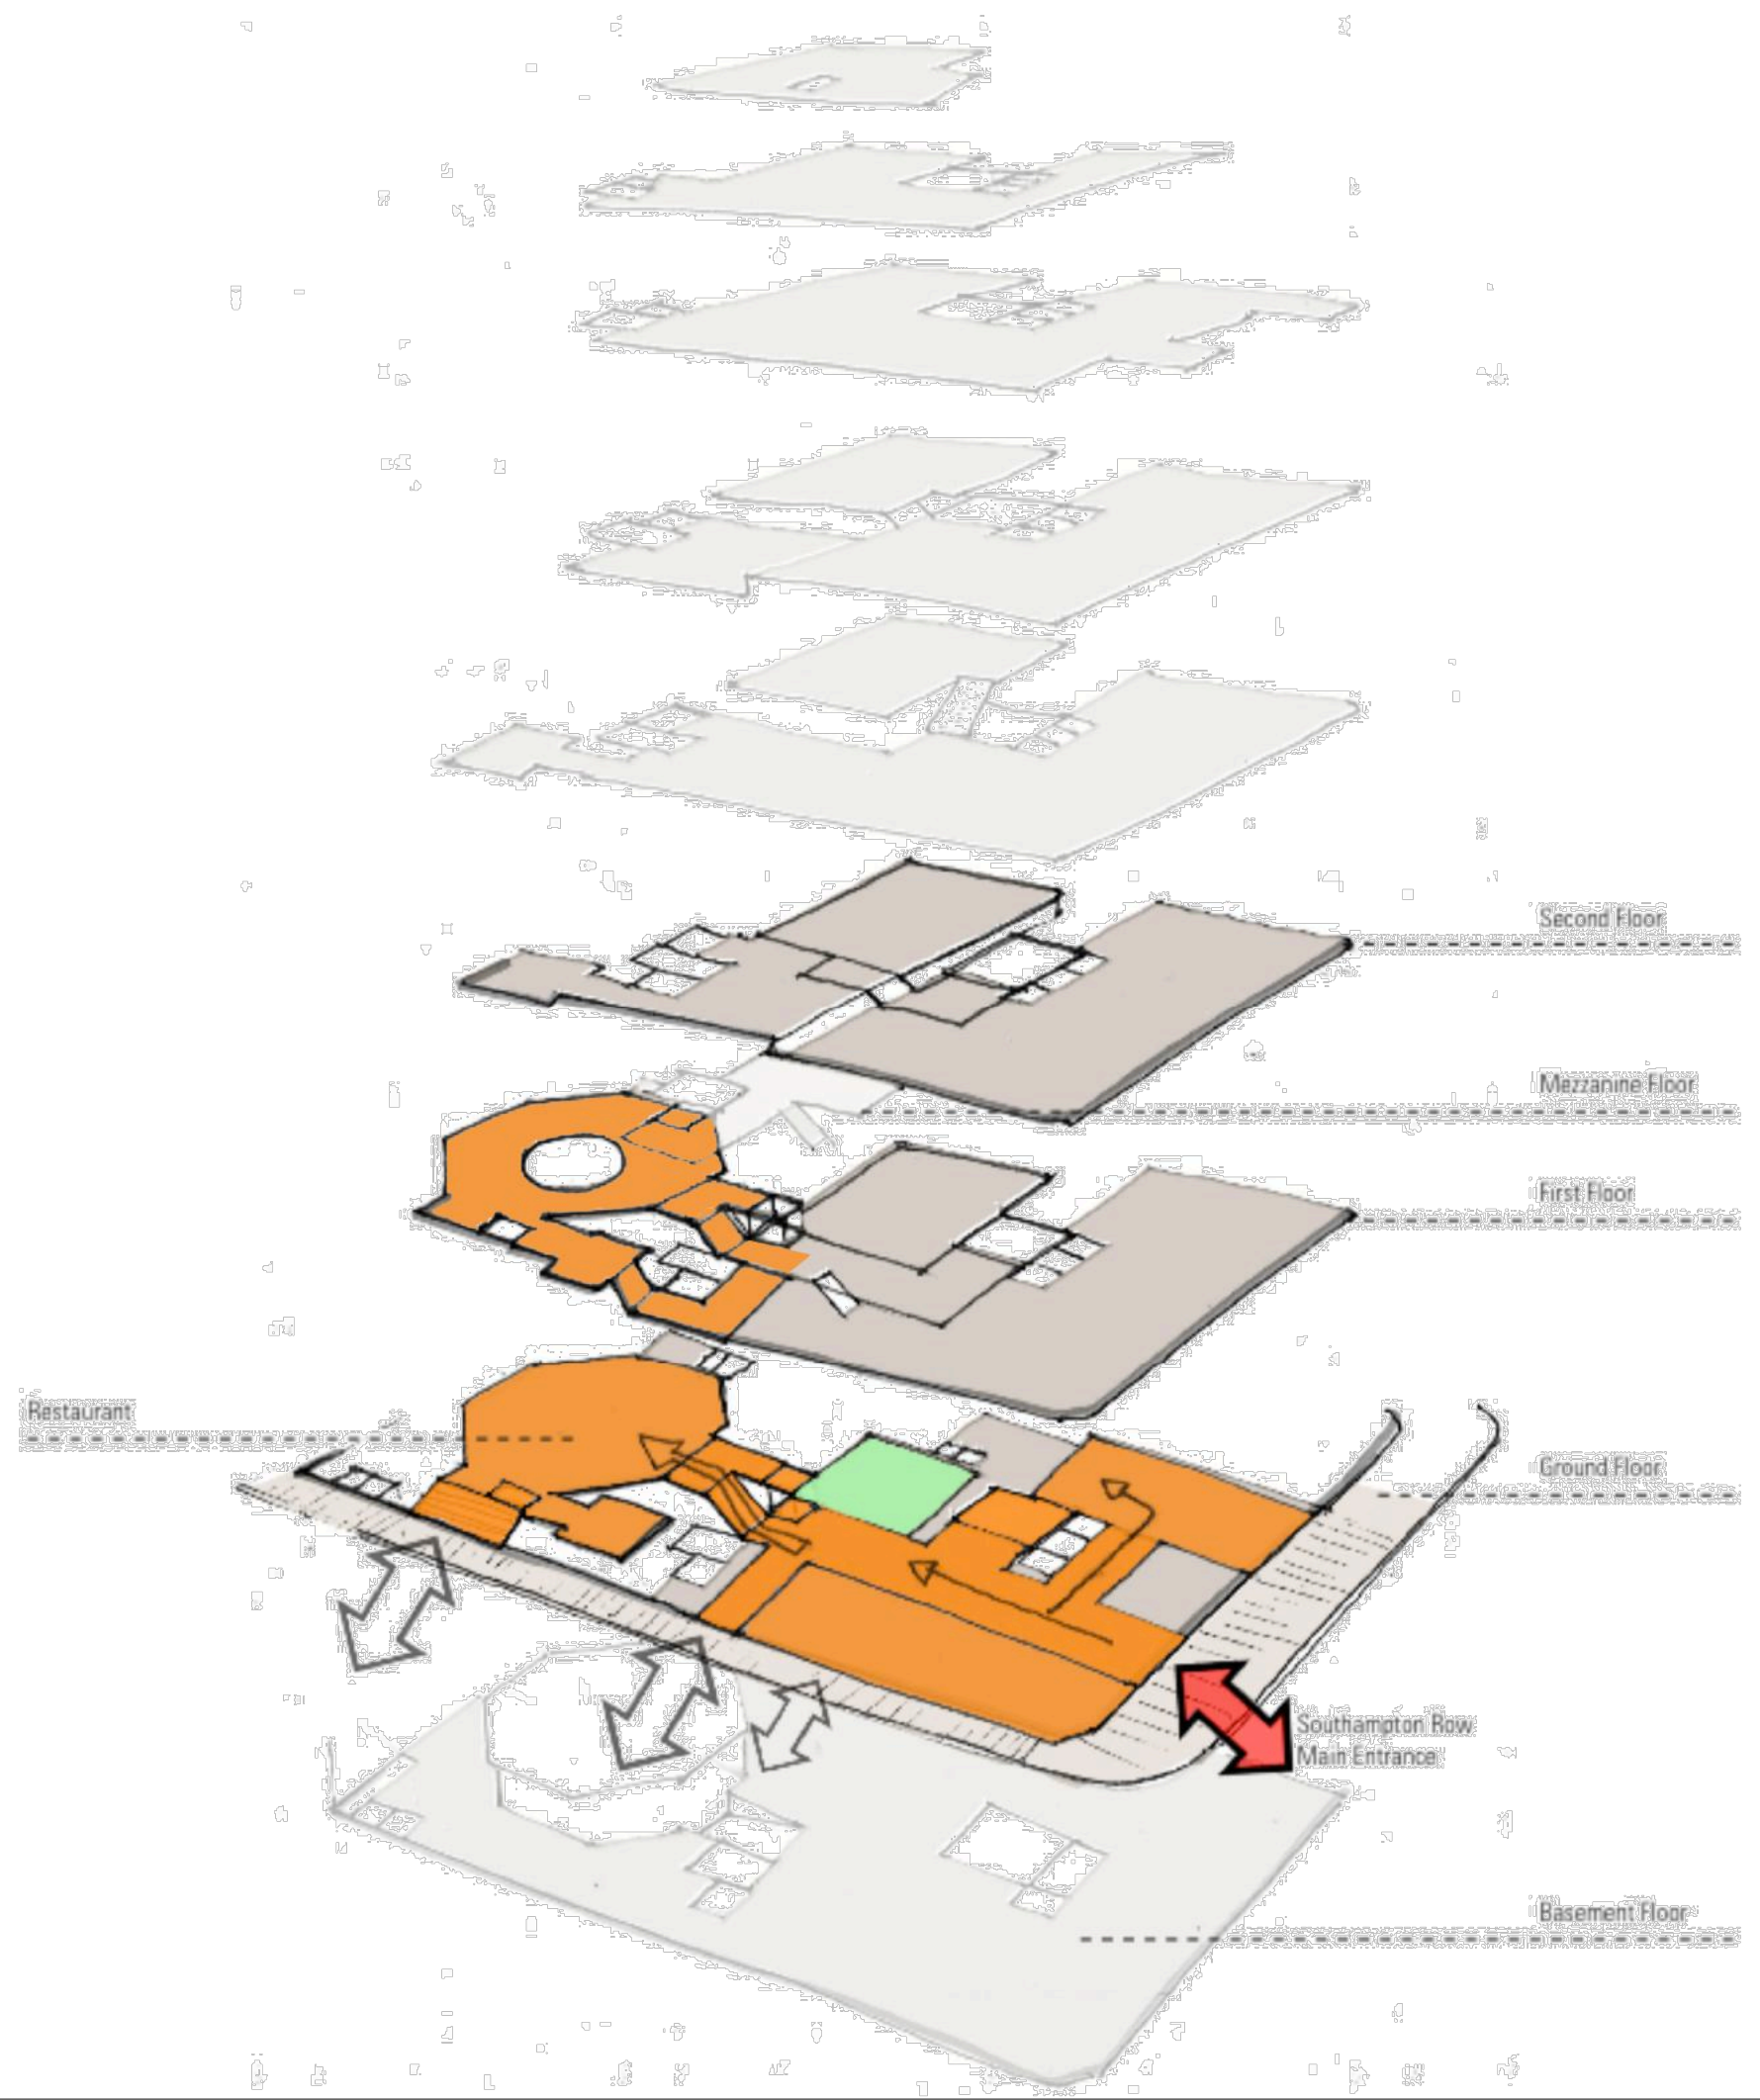 Second Floor
Mezzanine Floor
First Floor
Restaurant
Ground Floor
Southampton Row
Main Entrance
Basement Floor